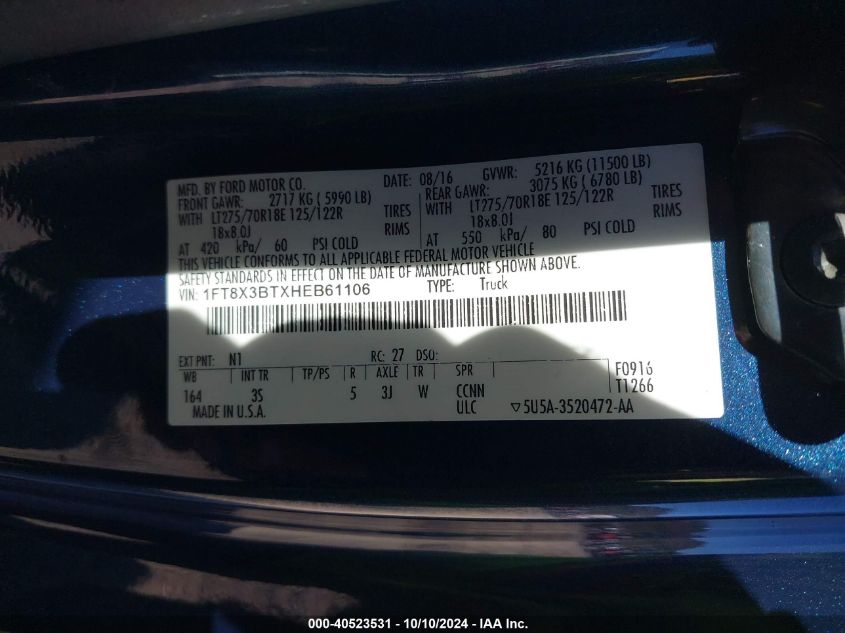 MFD. BY FORD MOTOR CO. DATE: 08/16 GVWR: 5216 KG (11500 LB)
FRONT GAWR: 2717 KG ( 5990 LB) REAR GAWR: 3075 KG ( 6780 LB)
WITH LT275/70R18E 125/122R TIRES WITH LT275/70R18E 125/122R TIRES
18x8.0J RIMS 18x8.0J RIMS
AT 420 kPa/ 60 PSI COLD AT 550 kPa/ 80 PSI COLD
THIS VEHICLE CONFORMS TO ALL APPLICABLE FEDERAL MOTOR VEHICLE
SAFETY STANDARDS IN EFFECT ON THE DATE OF MANUFACTURE SHOWN ABOVE.
VIN: 1FT8X3BTXHEB61106 TYPE: Truck
EXT PNT: N1 RC: 27 DSO: F0916
WB INT TR TP/PS R AXLE TR SPR T1266
164 3S 5 3J W CCNN
MADE IN U.S.A. ULC ▽5U5A-3520472-AA
000-40523531 - 10/10/2024 - IAA Inc.